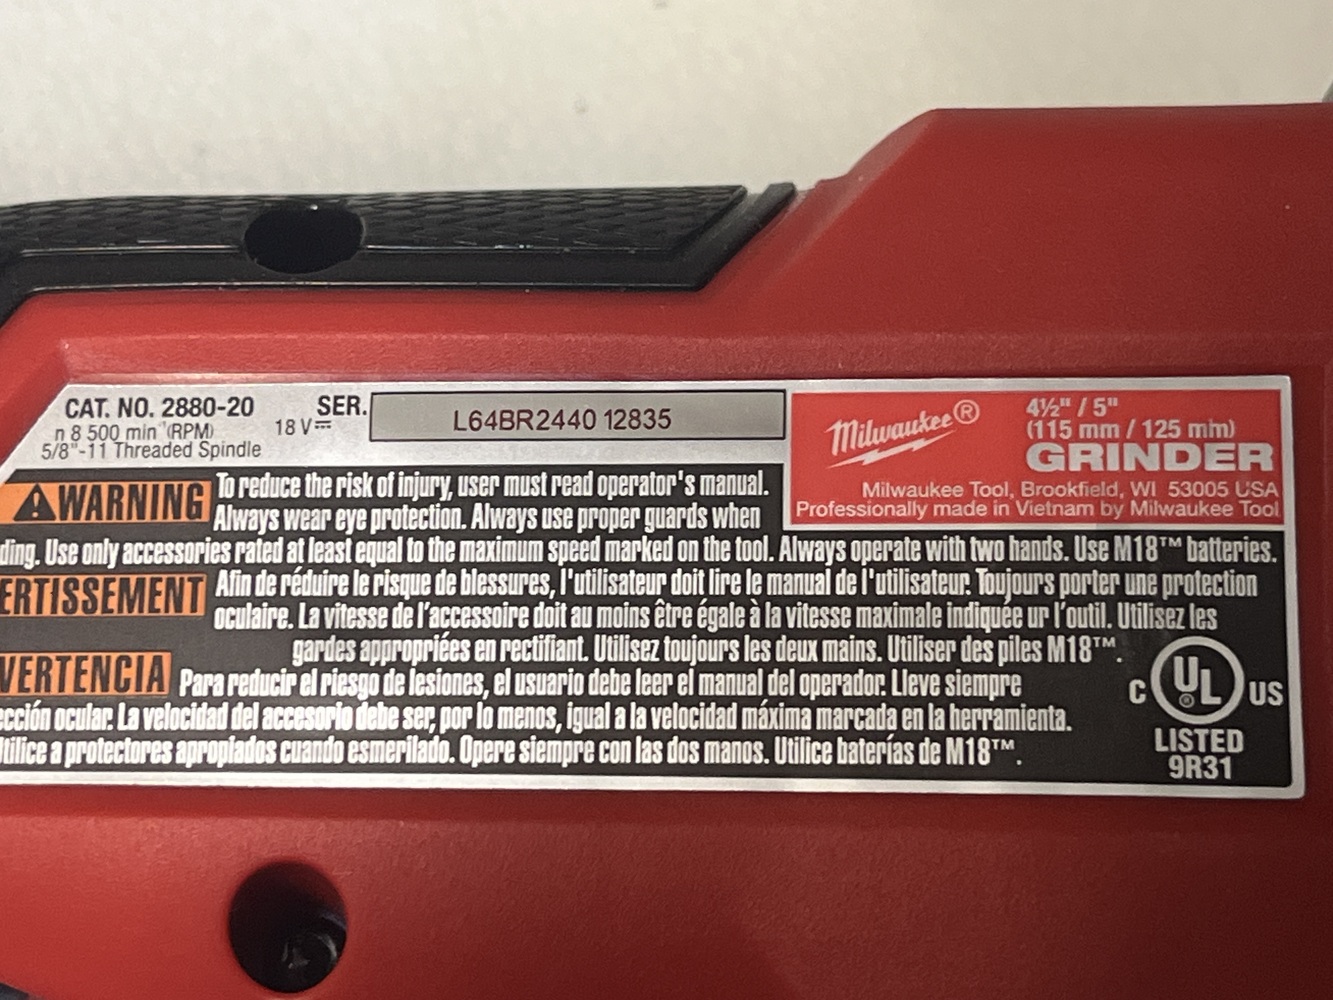 CAT. NO. 2880-20
n 8 500 min⁻¹(RPM)
5/8"-11 Threaded Spindle
18 V⎓
SER.
L64BR2440 12835
Milwaukee®
4½" / 5"
(115 mm / 125 mm)
GRINDER
Milwaukee Tool, Brookfield, WI 53005 USA
Professionally made in Vietnam by Milwaukee Tool
WARNING To reduce the risk of injury, user must read operator's manual.
Always wear eye protection. Always use proper guards when
ding. Use only accessories rated at least equal to the maximum speed marked on the tool. Always operate with two hands. Use M18™ batteries.
ERTISSEMENT Afin de réduire le risque de blessures, l'utilisateur doit lire le manual de l'utilisateur. Toujours porter une protection
oculaire. La vitesse de l'accessoire doit au moins être égale à la vitesse maximale indiquée ur l'outil. Utilisez les
gardes appropriées en rectifiant. Utilisez toujours les deux mains. Utiliser des piles M18™.
VERTENCIA Para reducir el riesgo de lesiones, el usuario debe leer el manual del operador. Lleve siempre
ección ocular. La velocidad del accesorio debe ser, por lo menos, igual a la velocidad máxima marcada en la herramienta.
tilice a protectores apropiados cuando esmerilado. Opere siempre con las dos manos. Utilice baterías de M18™.
C UL® US
LISTED
9R31